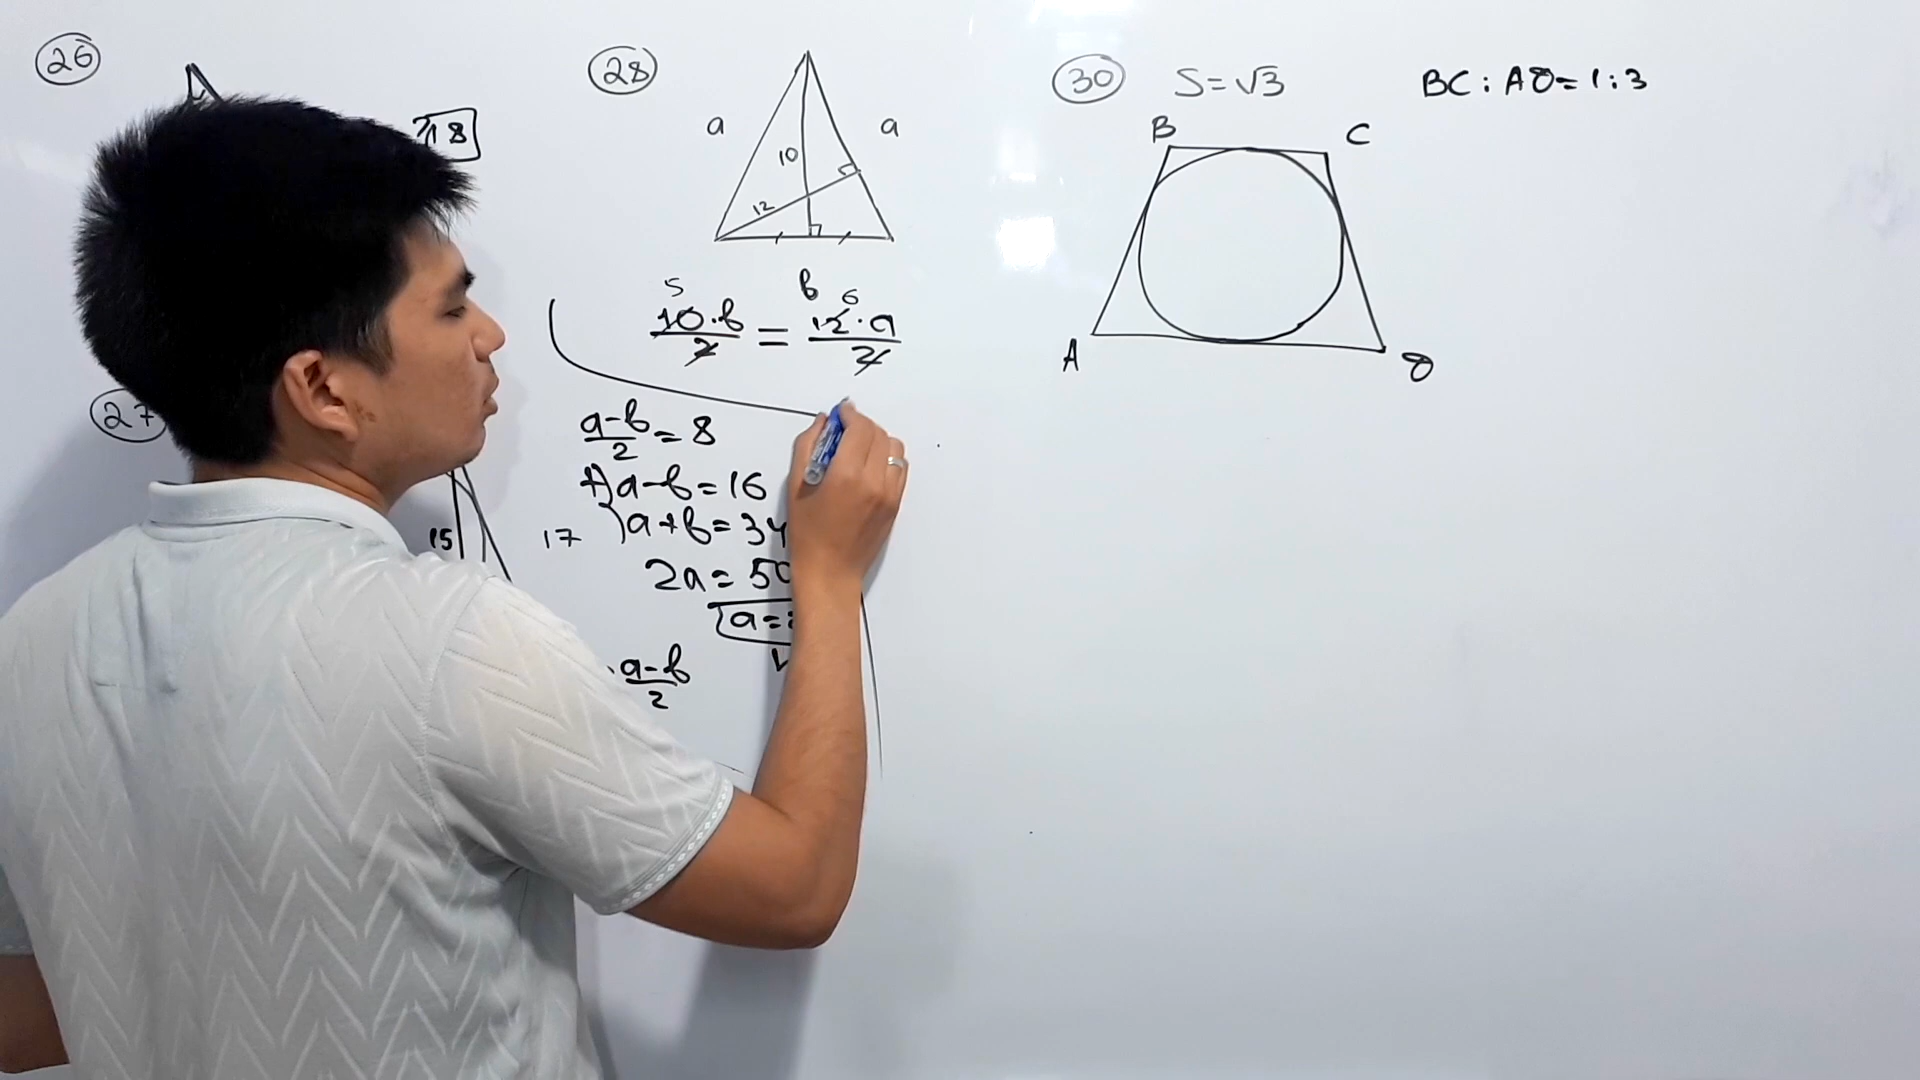 26
18
27
15
28
a
a
10
12
b
5 6
10·b/2 = 12·a/2
a-b/2 = 8
a-b=16
17 a+b=34
2a=50
a=
a-b/2
30 S=√3 BC:AD=1:3
B C
A D